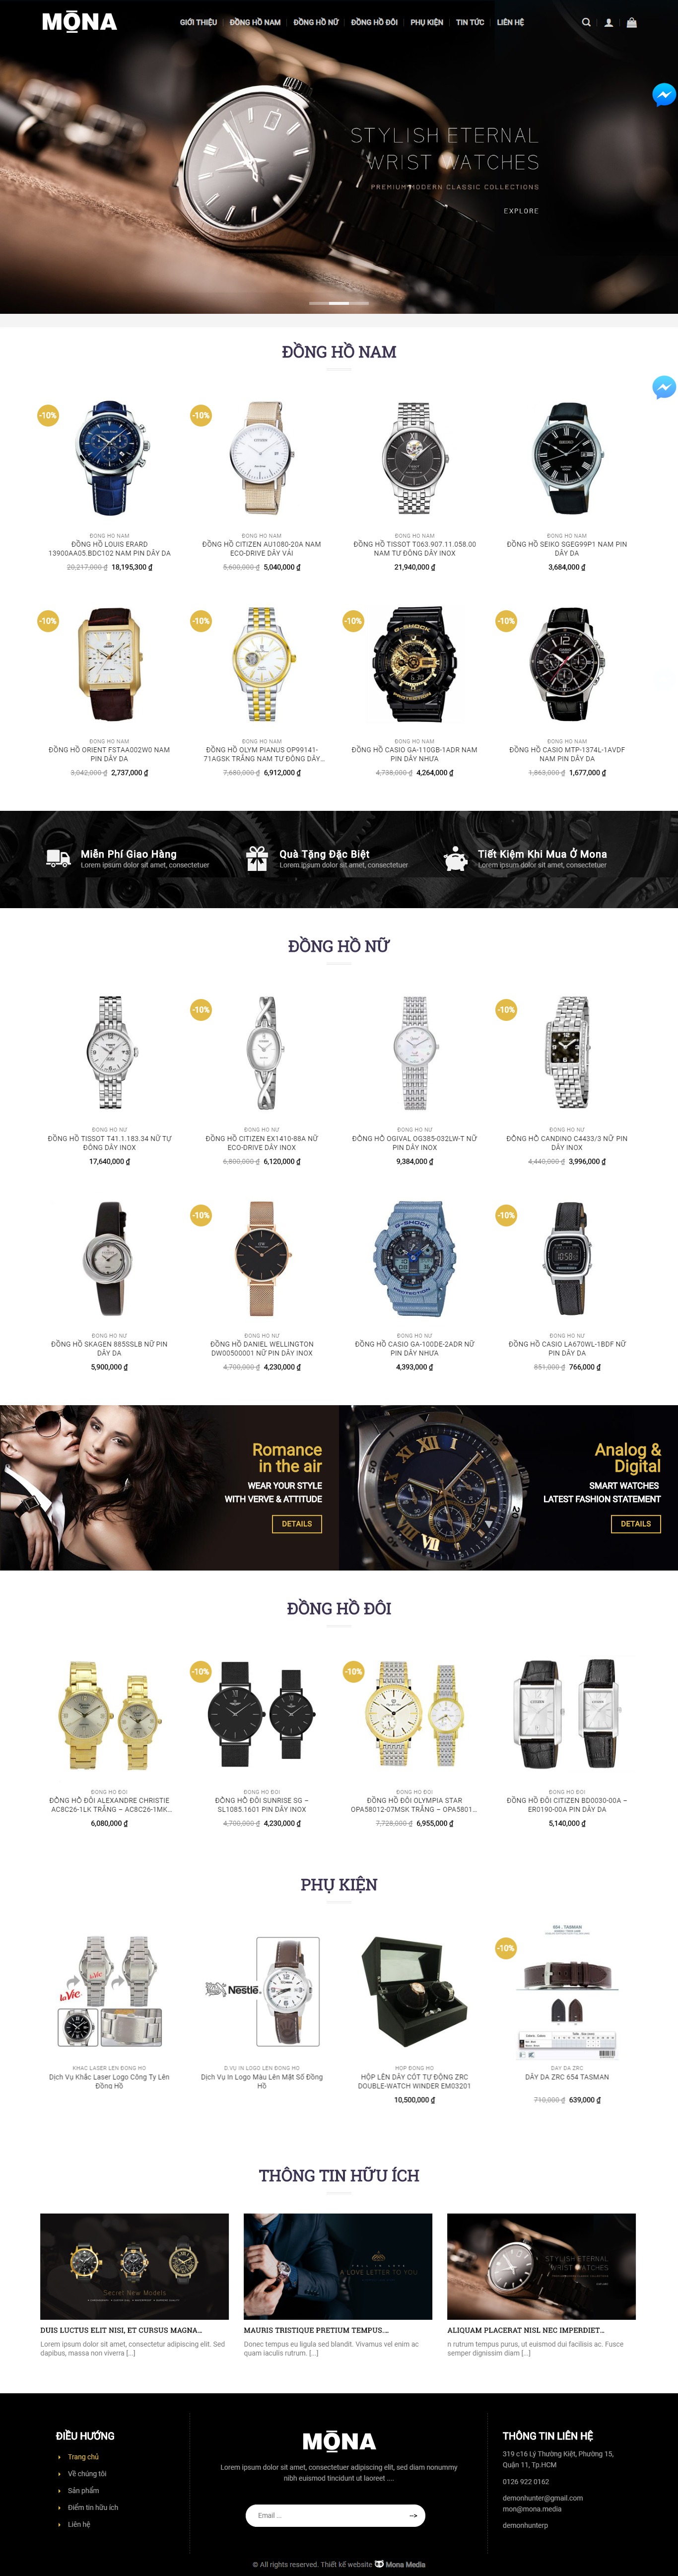 MONA
GIỚI THIỆU
ĐỒNG HỒ NAM
ĐỒNG HỒ NỮ
ĐỒNG HỒ ĐÔI
PHỤ KIỆN
TIN TỨC
LIÊN HỆ
STYLISH ETERNAL
WRIST WATCHES
PREMIUM MODERN CLASSIC COLLECTIONS
EXPLORE
ĐỒNG HỒ NAM
-10%
-10%
ĐỒNG HỒ NAM
ĐỒNG HỒ LOUIS ERARD
13900AA05.BDC102 NAM PIN DÂY DA
20,217,000 ₫ 18,195,300 ₫
ĐỒNG HỒ NAM
ĐỒNG HỒ CITIZEN AU1080-20A NAM
ECO-DRIVE DÂY VẢI
5,600,000 ₫ 5,040,000 ₫
ĐỒNG HỒ NAM
ĐỒNG HỒ TISSOT T063.907.11.058.00
NAM TỰ ĐỘNG DÂY INOX
21,940,000 ₫
ĐỒNG HỒ NAM
ĐỒNG HỒ SEIKO SGEG99P1 NAM PIN
DÂY DA
3,684,000 ₫
-10%
-10%
-10%
-10%
ĐỒNG HỒ NAM
ĐỒNG HỒ ORIENT FSTAA002W0 NAM
PIN DÂY DA
3,042,000 ₫ 2,737,000 ₫
ĐỒNG HỒ NAM
ĐỒNG HỒ OLYM PIANUS OP99141-
71AGSK TRẮNG NAM TỰ ĐỘNG DÂY...
7,680,000 ₫ 6,912,000 ₫
ĐỒNG HỒ NAM
ĐỒNG HỒ CASIO GA-110GB-1ADR NAM
PIN DÂY NHỰA
4,738,000 ₫ 4,264,000 ₫
ĐỒNG HỒ NAM
ĐỒNG HỒ CASIO MTP-1374L-1AVDF
NAM PIN DÂY DA
1,863,000 ₫ 1,677,000 ₫
Miễn Phí Giao Hàng
Lorem ipsum dolor sit amet, consectetuer
Quà Tặng Đặc Biệt
Lorem ipsum dolor sit amet, consectetuer
Tiết Kiệm Khi Mua Ở Mona
Lorem ipsum dolor sit amet, consectetuer
ĐỒNG HỒ NỮ
-10%
-10%
ĐỒNG HỒ NỮ
ĐỒNG HỒ TISSOT T41.1.183.34 NỮ TỰ
ĐỘNG DÂY INOX
17,640,000 ₫
ĐỒNG HỒ NỮ
ĐỒNG HỒ CITIZEN EX1410-88A NỮ
ECO-DRIVE DÂY INOX
6,800,000 ₫ 6,120,000 ₫
ĐỒNG HỒ NỮ
ĐỒNG HỒ OGIVAL OG385-032LW-T NỮ
PIN DÂY INOX
9,384,000 ₫
ĐỒNG HỒ NỮ
ĐỒNG HỒ CANDINO C4433/3 NỮ PIN
DÂY INOX
4,440,000 ₫ 3,996,000 ₫
-10%
-10%
ĐỒNG HỒ NỮ
ĐỒNG HỒ SKAGEN 885SSLB NỮ PIN
DÂY DA
5,900,000 ₫
ĐỒNG HỒ NỮ
ĐỒNG HỒ DANIEL WELLINGTON
DW00500001 NỮ PIN DÂY INOX
4,700,000 ₫ 4,230,000 ₫
ĐỒNG HỒ NỮ
ĐỒNG HỒ CASIO GA-100DE-2ADR NỮ
PIN DÂY NHỰA
4,393,000 ₫
ĐỒNG HỒ NỮ
ĐỒNG HỒ CASIO LA670WL-1BDF NỮ
PIN DÂY DA
851,000 ₫ 766,000 ₫
Romance
in the air
WEAR YOUR STYLE
WITH VERVE & ATTITUDE
DETAILS
Analog &
Digital
SMART WATCHES
LATEST FASHION STATEMENT
DETAILS
ĐỒNG HỒ ĐÔI
-10%
-10%
ĐỒNG HỒ ĐÔI
ĐỒNG HỒ ĐÔI ALEXANDRE CHRISTIE
AC8C26-1LK TRẮNG – AC8C26-1MK...
6,080,000 ₫
ĐỒNG HỒ ĐÔI
ĐỒNG HỒ ĐÔI SUNRISE SG –
SL1085.1601 PIN DÂY INOX
4,700,000 ₫ 4,230,000 ₫
ĐỒNG HỒ ĐÔI
ĐỒNG HỒ ĐÔI OLYMPIA STAR
OPA58012-07MSK TRẮNG – OPA5801...
7,728,000 ₫ 6,955,000 ₫
ĐỒNG HỒ ĐÔI
ĐỒNG HỒ ĐÔI CITIZEN BD0030-00A –
ER0190-00A PIN DÂY DA
5,140,000 ₫
PHỤ KIỆN
LaVie
Nestlé
-10%
654 - TASMAN
KHẮC LASER LÊN ĐỒNG HỒ
Dịch Vụ Khắc Laser Logo Công Ty Lên
Đồng Hồ
D.VỤ IN LOGO LÊN ĐỒNG HỒ
Dịch Vụ In Logo Màu Lên Mặt Số Đồng
Hồ
HỘP ĐỒNG HỒ
HỘP LÊN DÂY CÓT TỰ ĐỘNG ZRC
DOUBLE-WATCH WINDER EM03201
10,500,000 ₫
DÂY DA ZRC
DÂY DA ZRC 654 TASMAN
710,000 ₫ 639,000 ₫
THÔNG TIN HỮU ÍCH
Secret New Models
FALL IN LOVE
A LOVE LETTER TO YOU
STYLISH ETERNAL
WRIST WATCHES
DUIS LUCTUS ELIT NISI, ET CURSUS MAGNA...
Lorem ipsum dolor sit amet, consectetur adipiscing elit. Sed
dapibus, massa non viverra [...]
MAURIS TRISTIQUE PRETIUM TEMPUS....
Donec tempus eu ligula sed blandit. Vivamus vel enim ac
quam iaculis rutrum. [...]
ALIQUAM PLACERAT NISL NEC IMPERDIET...
n rutrum tempus purus, ut euismod dui facilisis ac. Fusce
semper dignissim diam [...]
ĐIỀU HƯỚNG
Trang chủ
Về chúng tôi
Sản phẩm
Điểm tin hữu ích
Liên hệ
MONA
Lorem ipsum dolor sit amet, consectetuer adipiscing elit, sed diam nonummy
nibh euismod tincidunt ut laoreet ....
Email ...
-->
THÔNG TIN LIÊN HỆ
319 c16 Lý Thường Kiệt, Phường 15,
Quận 11, Tp.HCM
0126 922 0162
demonhunter@gmail.com
mon@mona.media
demonhunterp
© All rights reserved. Thiết kế website Mona Media